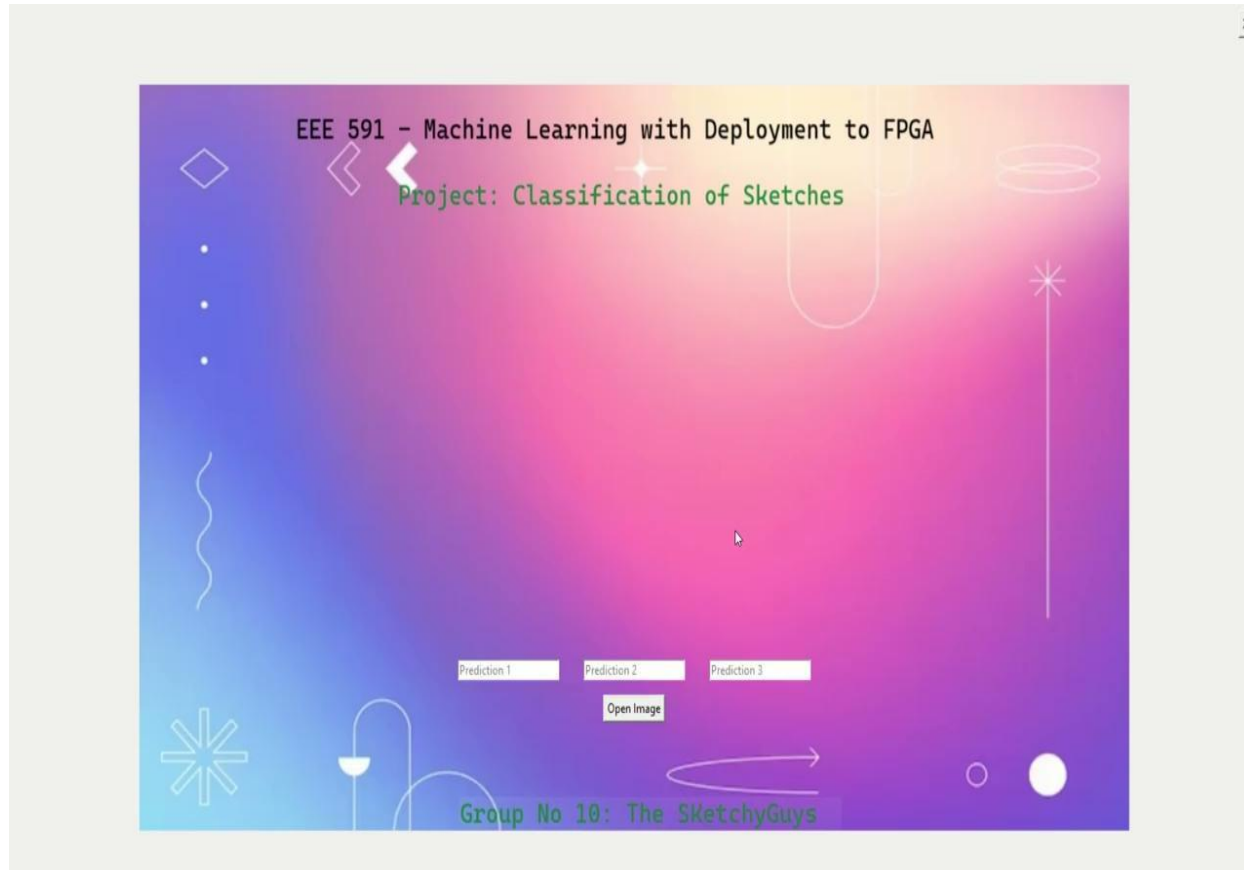 EEE 591 – Machine Learning with Deployment to FPGA
Project: Classification of Sketches
Prediction 1 Prediction 2 Prediction 3
Open Image
Group No 10: The SKetchyGuys